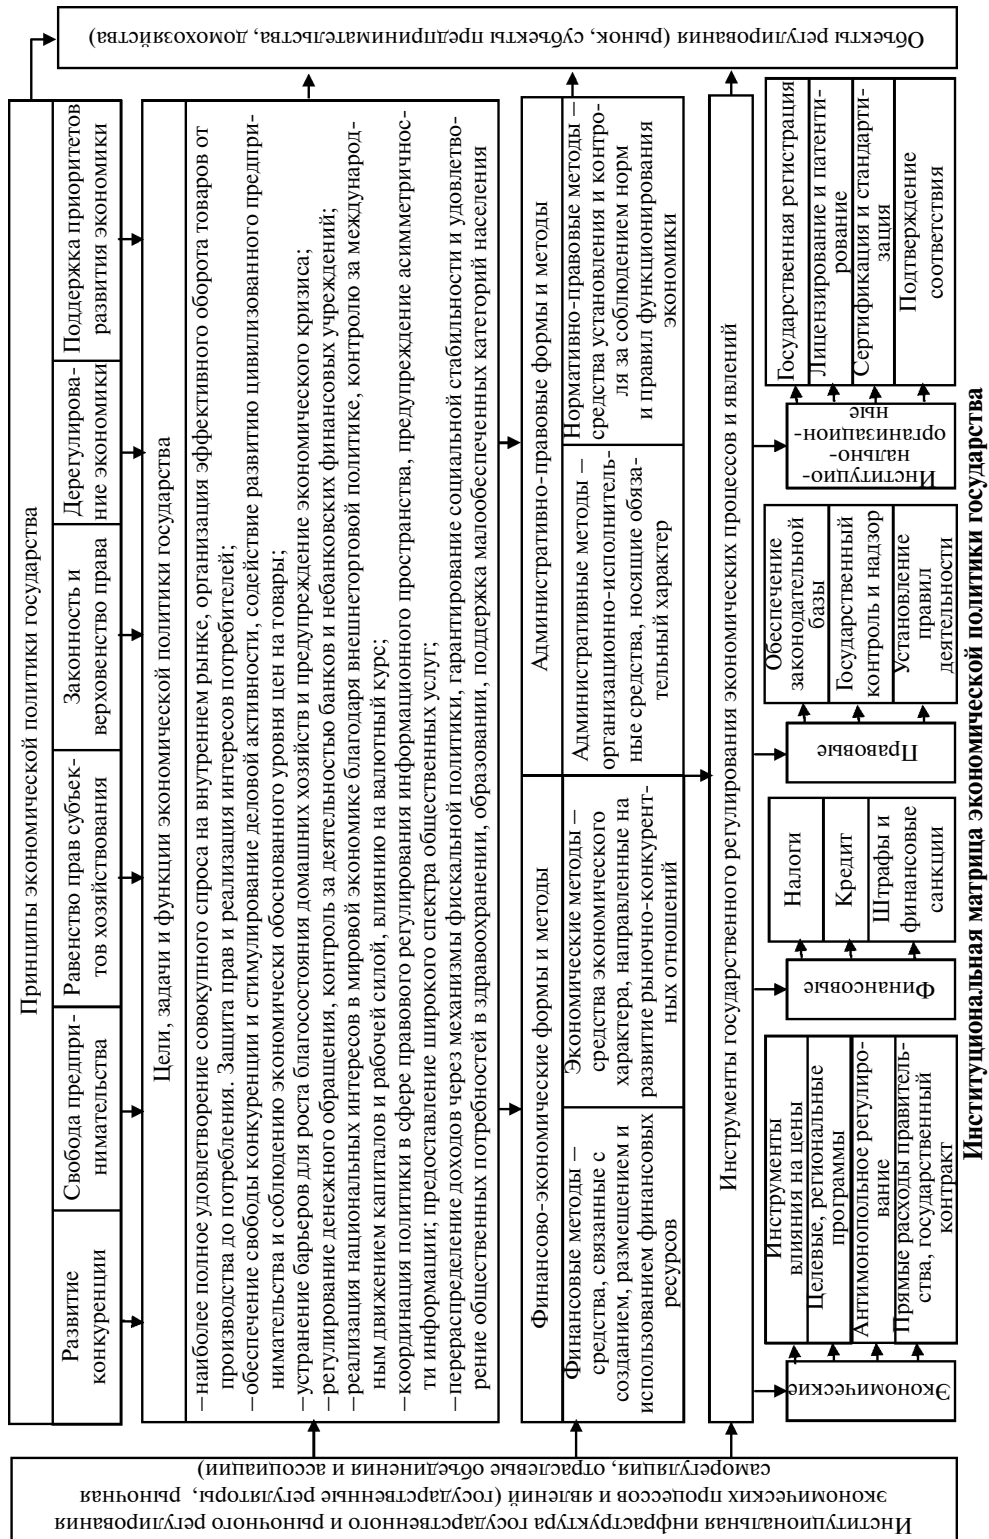 Институциональная инфраструктура государственного и рыночного регулирования
экономических процессов и явлений (государственные регуляторы, рыночная
саморегуляция, отраслевые объединения и ассоциации)
Принципы экономической политики государства
Развитие
конкуренции
Свобода предпри-
нимательства
Равенство прав субъек-
тов хозяйствования
Законность и
верховенство права
Дерегулирова-
ние экономики
Поддержка приоритетов
развития экономики
Цели, задачи и функции экономической политики государства
–наиболее полное удовлетворение совокупного спроса на внутреннем рынке, организация эффективного оборота товаров от
производства до потребления. Защита прав и реализация интересов потребителей;
–обеспечение свободы конкуренции и стимулирование деловой активности, содействие развитию цивилизованного предпри-
нимательства и соблюдению экономически обоснованного уровня цен на товары;
–устранение барьеров для роста благосостояния домашних хозяйств и предупреждение экономического кризиса;
–регулирование денежного обращения, контроль за деятельностью банков и небанковских финансовых учреждений;
–реализация национальных интересов в мировой экономике благодаря внешнеторговой политике, контролю за международ-
ным движением капиталов и рабочей силой, влиянию на валютный курс;
–координация политики в сфере правового регулирования информационного пространства, предупреждение асимметричнос-
ти информации; предоставление широкого спектра общественных услуг;
–перераспределение доходов через механизмы фискальной политики, гарантирование социальной стабильности и удовлетво-
рение общественных потребностей в здравоохранении, образовании, поддержка малообеспеченных категорий населения
Финансово-экономические формы и методы
Финансовые методы –
средства, связанные с
созданием, размещением и
использованием финансовых
ресурсов
Экономические методы –
средства экономического
характера, направленные на
развитие рыночно-конкурент-
ных отношений
Административно-правовые формы и методы
Административные методы –
организационно-исполнитель-
ные средства, носящие обяза-
тельный характер
Нормативно-правовые методы –
средства установления и контро-
ля за соблюдением норм
и правил функционирования
экономики
Инструменты государственного регулирования экономических процессов и явлений
Экономические
Инструменты
влияния на цены
Целевые, региональные
программы
Антимонопольное регулиро-
вание
Прямые расходы правитель-
ства, государственный
контракт
Финансовые
Налоги
Кредит
Штрафы и
финансовые
санкции
Правовые
Обеспечение
законодательной
базы
Государственный
контроль и надзор
Установление
правил
деятельности
Институцио-
нально-
организацион-
ные
Государственная регистрация
Лицензирование и патенти-
рование
Сертификация и стандарти-
зация
Подтверждение
соответствия
Объекты регулирования (рынок, субъекты предпринимательства, домохозяйства)
Институциональная матрица экономической политики государства